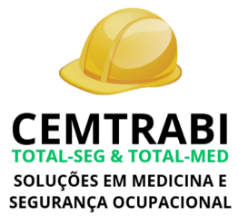 CEMTRABI
TOTAL-SEG & TOTAL-MED
SOLUÇÕES EM MEDICINA E
SEGURANÇA OCUPACIONAL